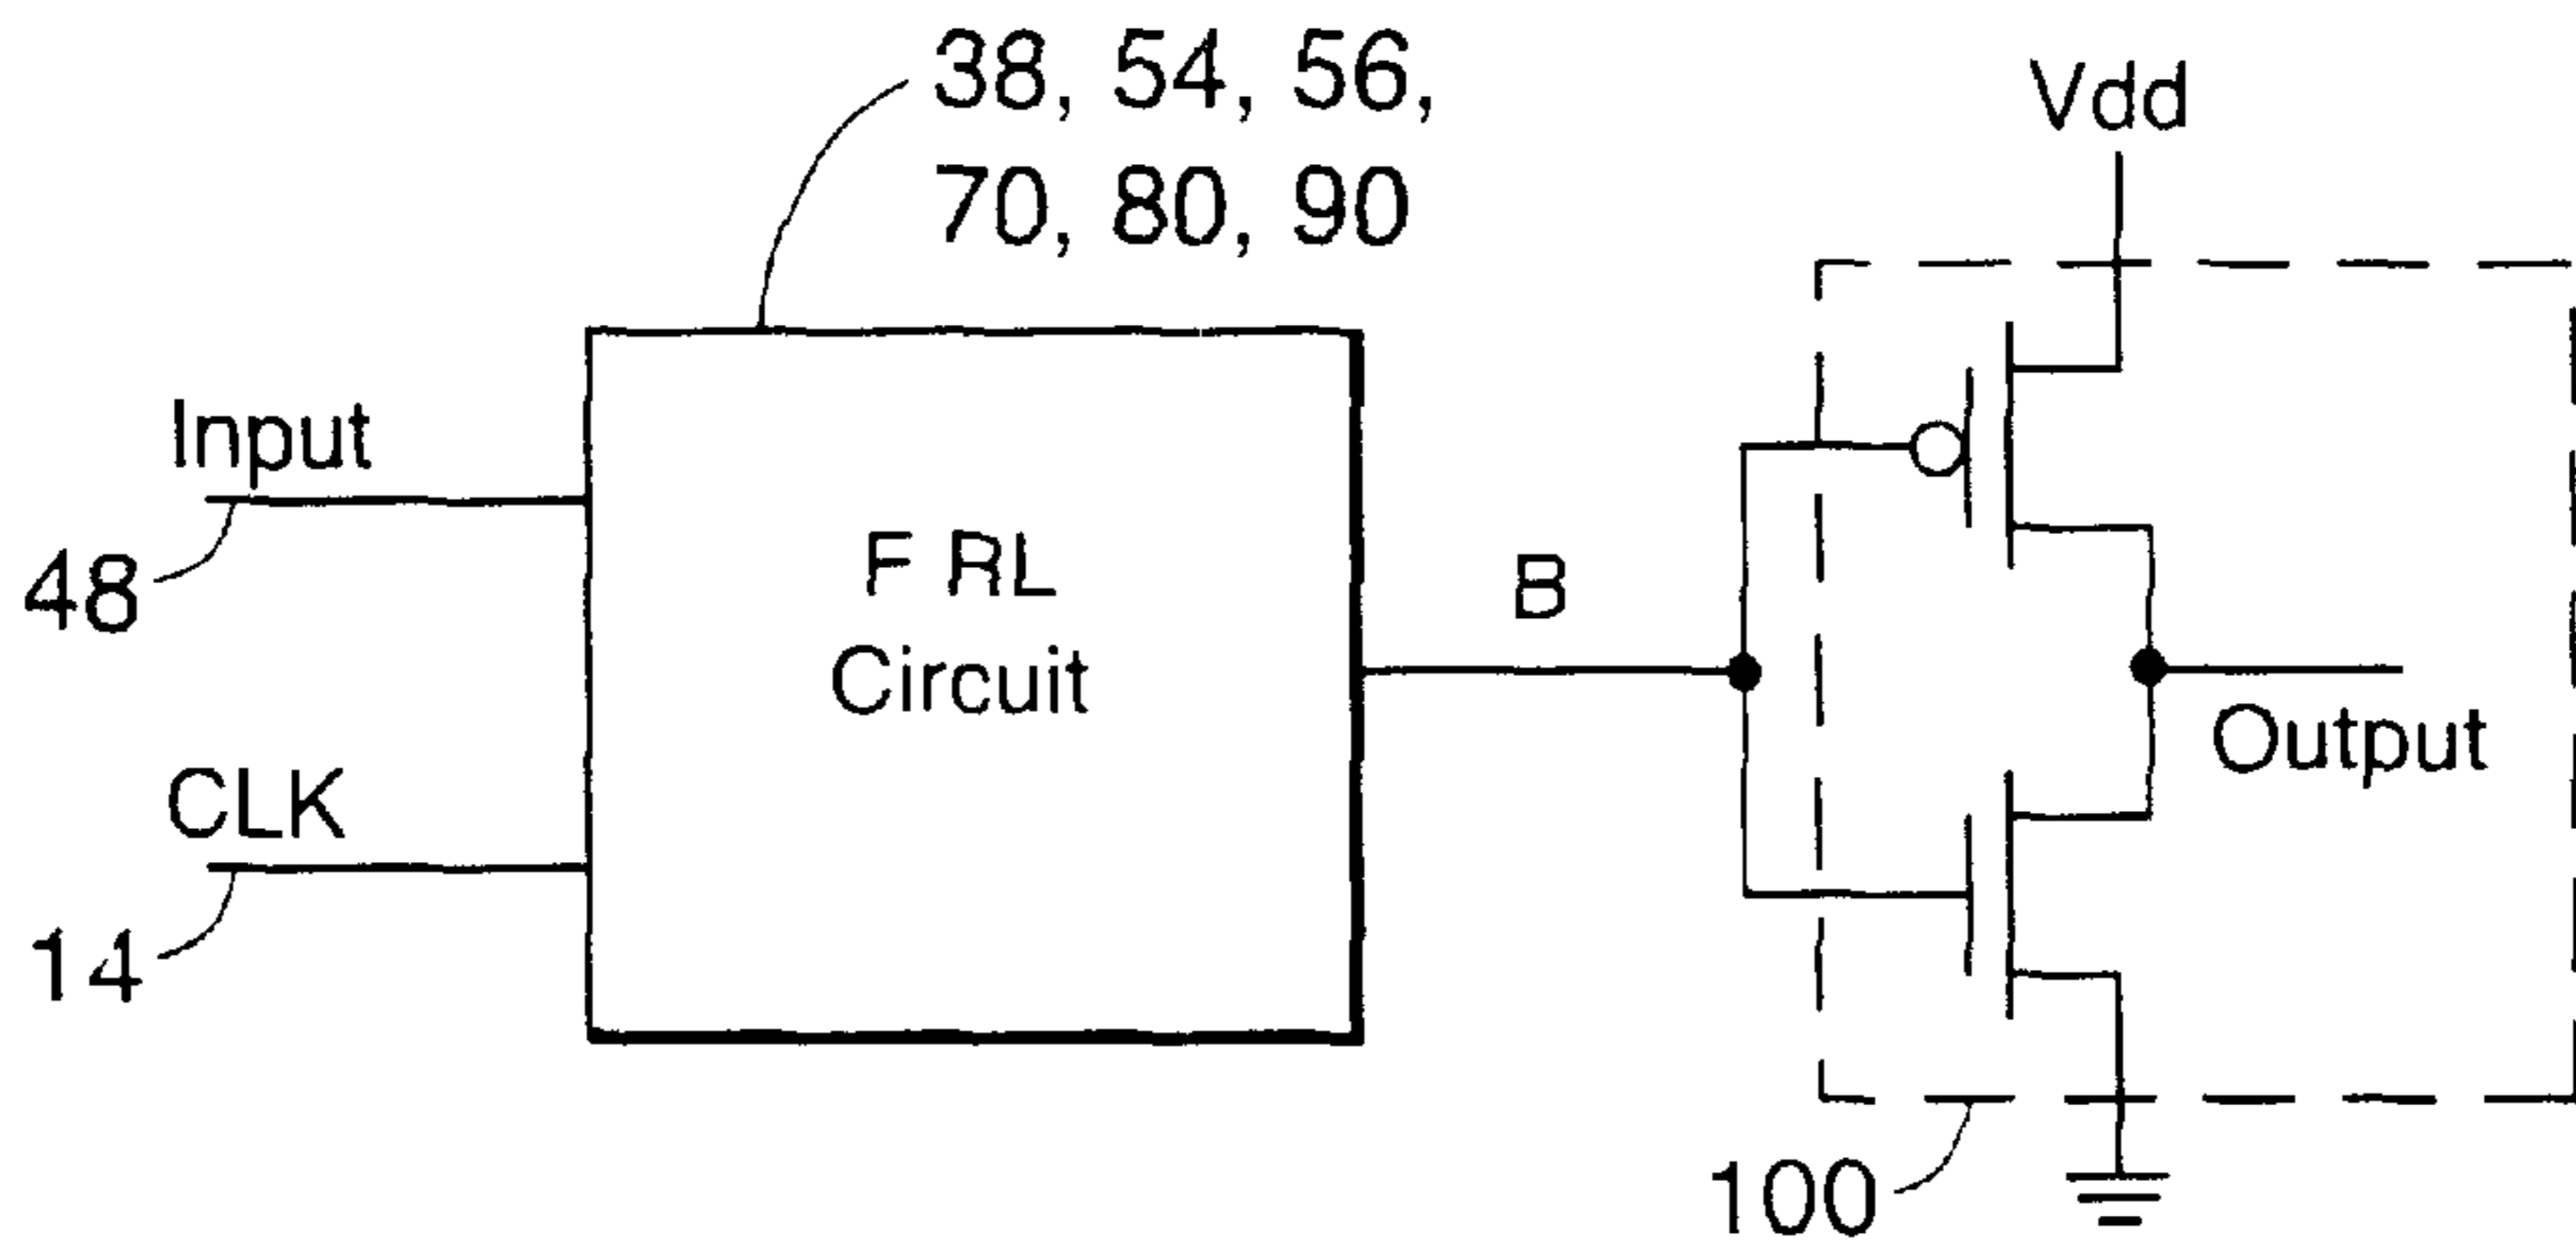 38, 54, 56,
70, 80, 90
Vdd
Input
48
F RL
Circuit
B
CLK
14
Output
100